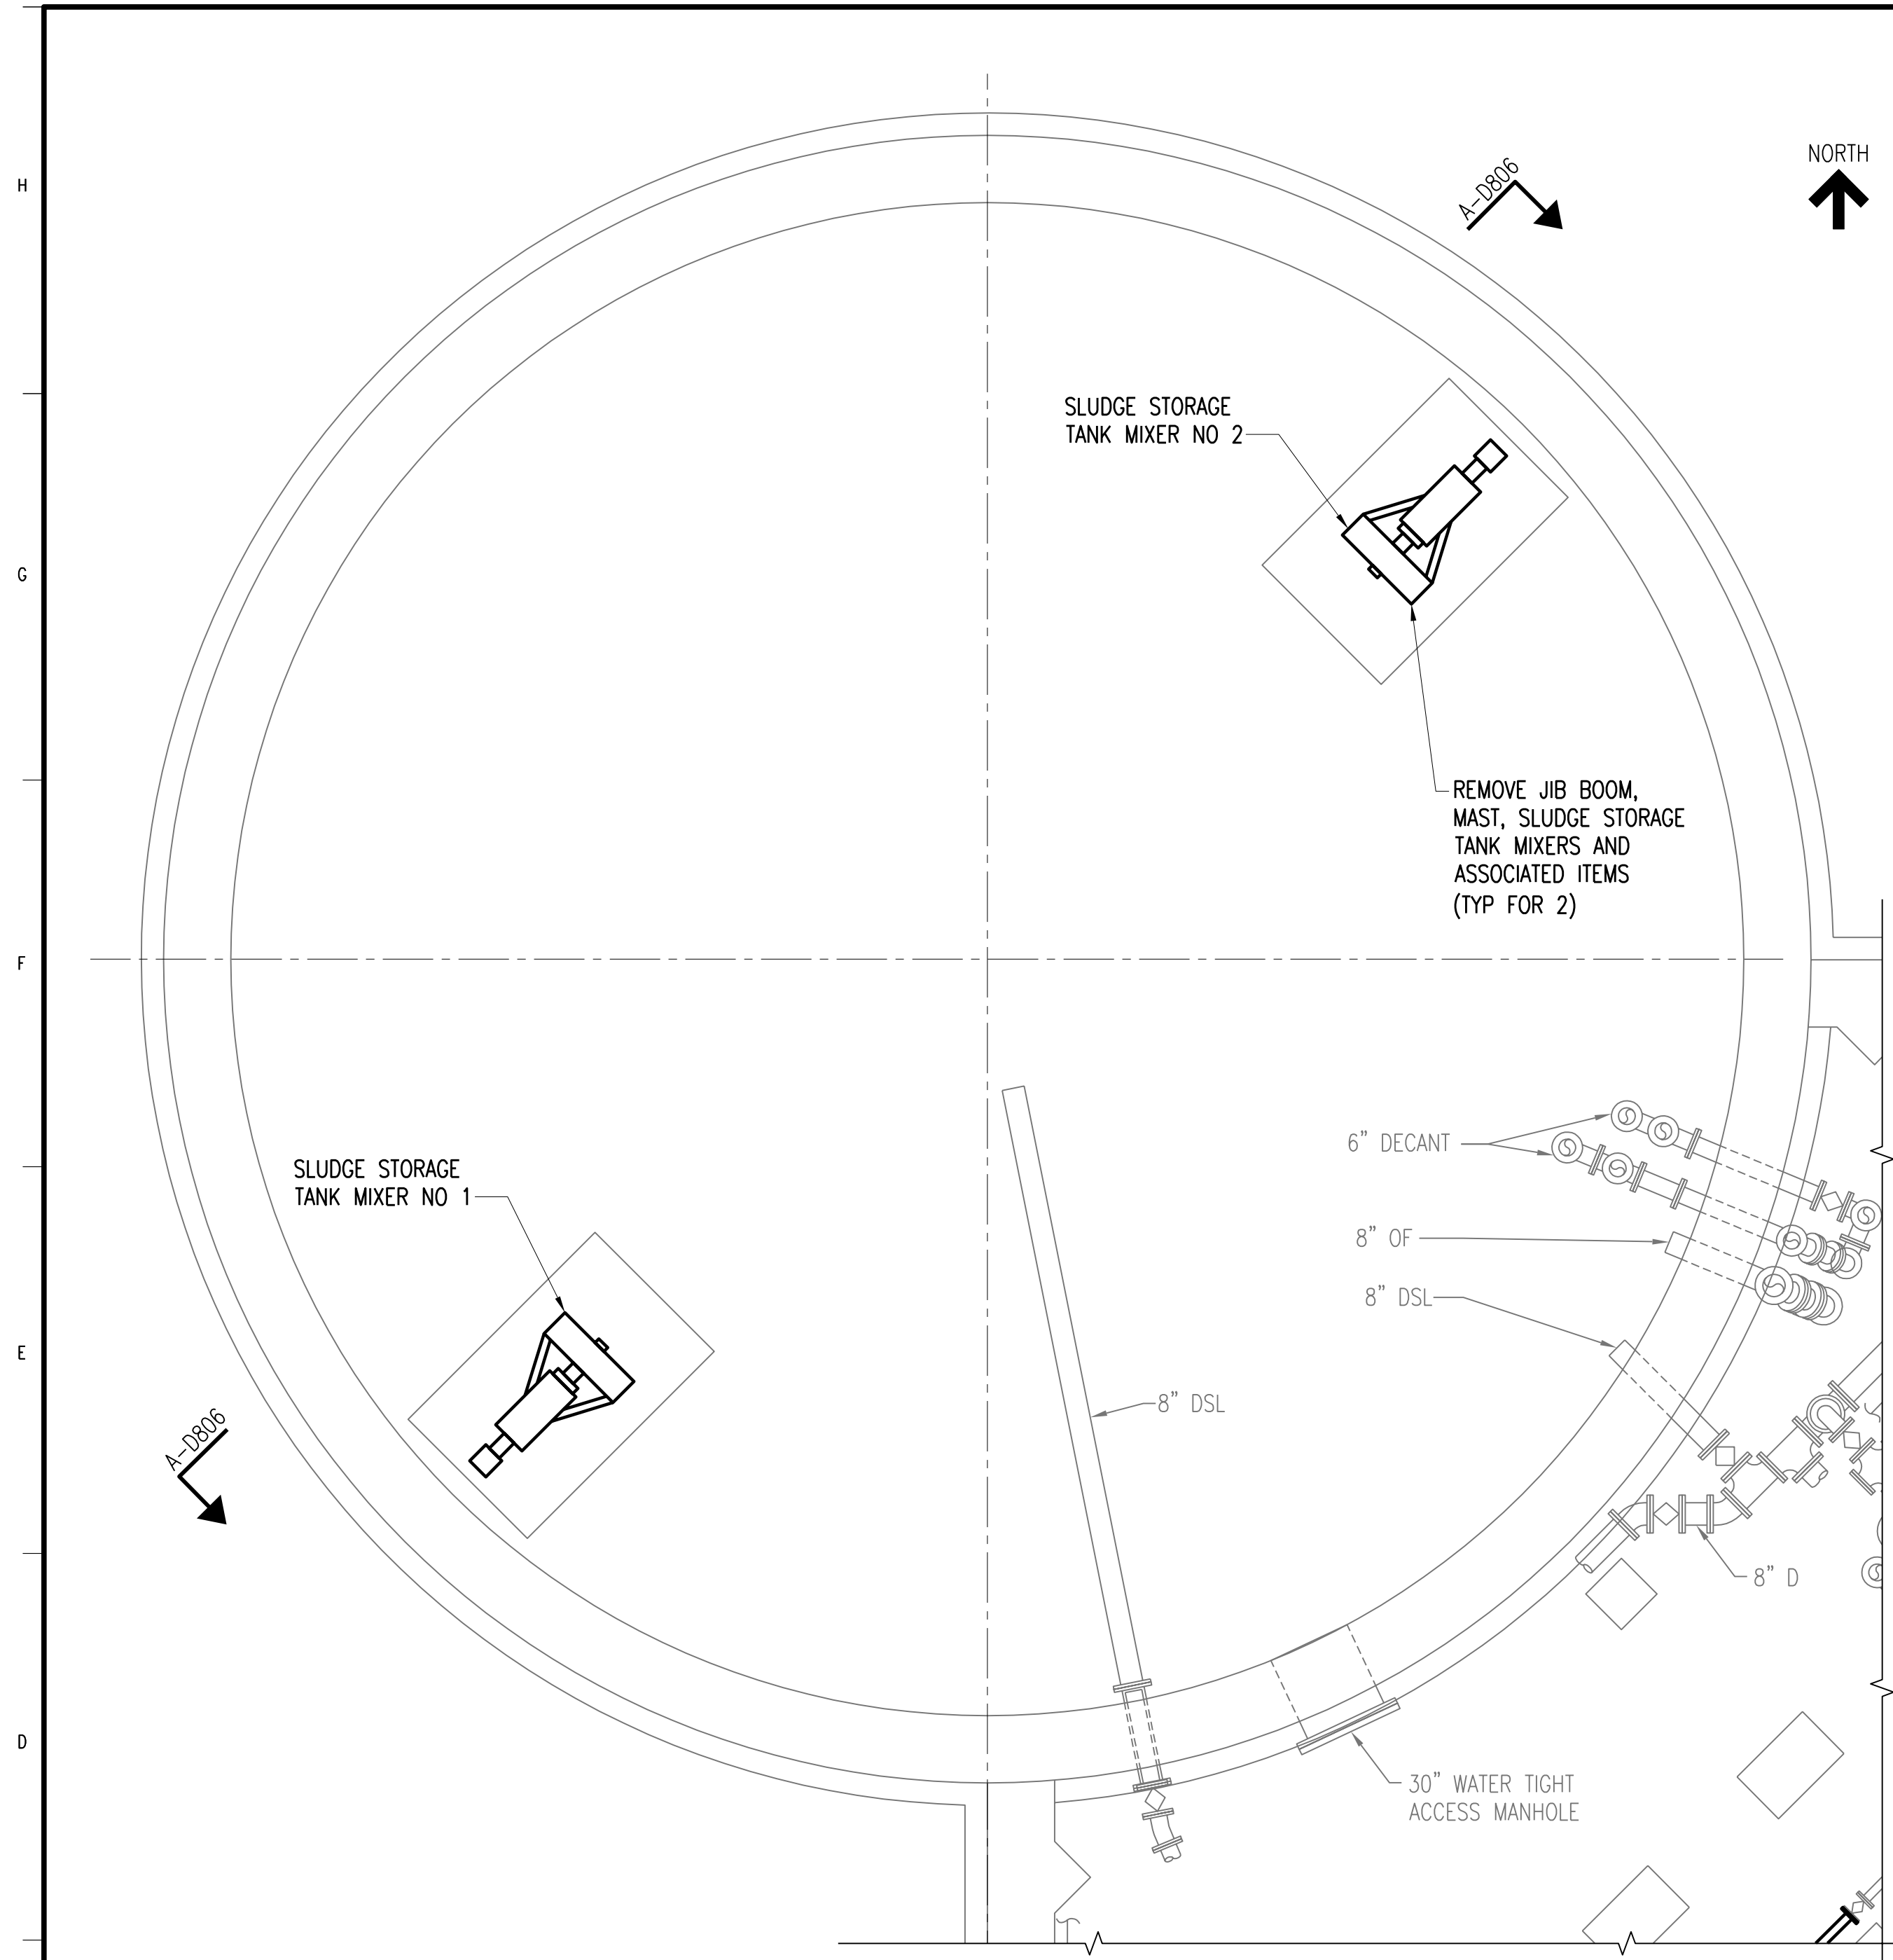 H
A-D806
NORTH
SLUDGE STORAGE
TANK MIXER NO 2
G
REMOVE JIB BOOM,
MAST, SLUDGE STORAGE
TANK MIXERS AND
ASSOCIATED ITEMS
(TYP FOR 2)
F
6" DECANT
SLUDGE STORAGE
TANK MIXER NO 1
8" OF
8" DSL
E
8" DSL
A-D806
8" D
D
30" WATER TIGHT
ACCESS MANHOLE